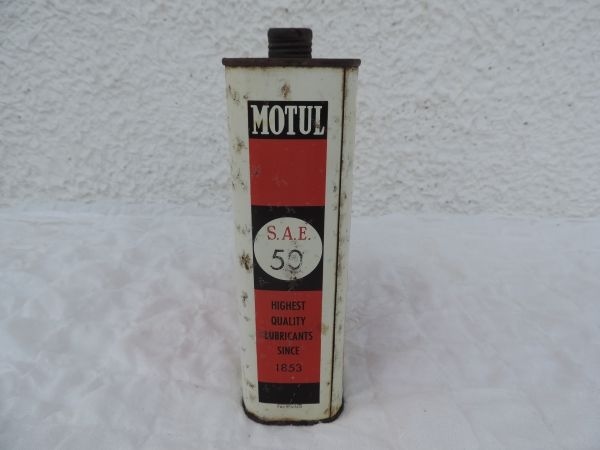 MOTUL
S.A.E.
50
HIGHEST
QUALITY
LUBRICANTS
SINCE
1853